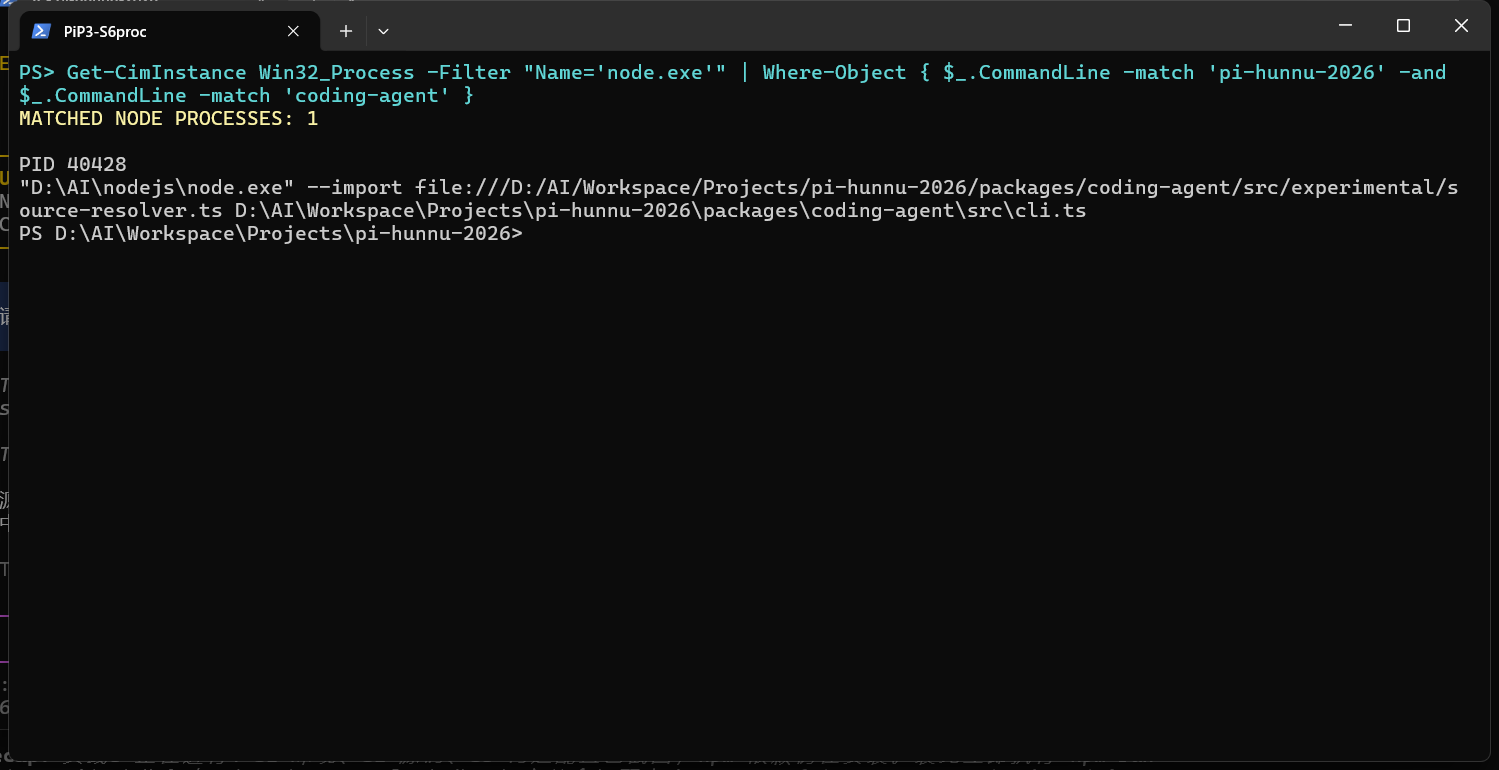 PiP3-S6proc
PS> Get-CimInstance Win32_Process -Filter "Name='node.exe'" | Where-Object { $_.CommandLine -match 'pi-hunnu-2026' -and
$_.CommandLine -match 'coding-agent' }
MATCHED NODE PROCESSES: 1
PID 40428
"D:\AI\nodejs\node.exe" --import file:///D:/AI/Workspace/Projects/pi-hunnu-2026/packages/coding-agent/src/experimental/s
ource-resolver.ts D:\AI\Workspace\Projects\pi-hunnu-2026\packages\coding-agent\src\cli.ts
PS D:\AI\Workspace\Projects\pi-hunnu-2026>